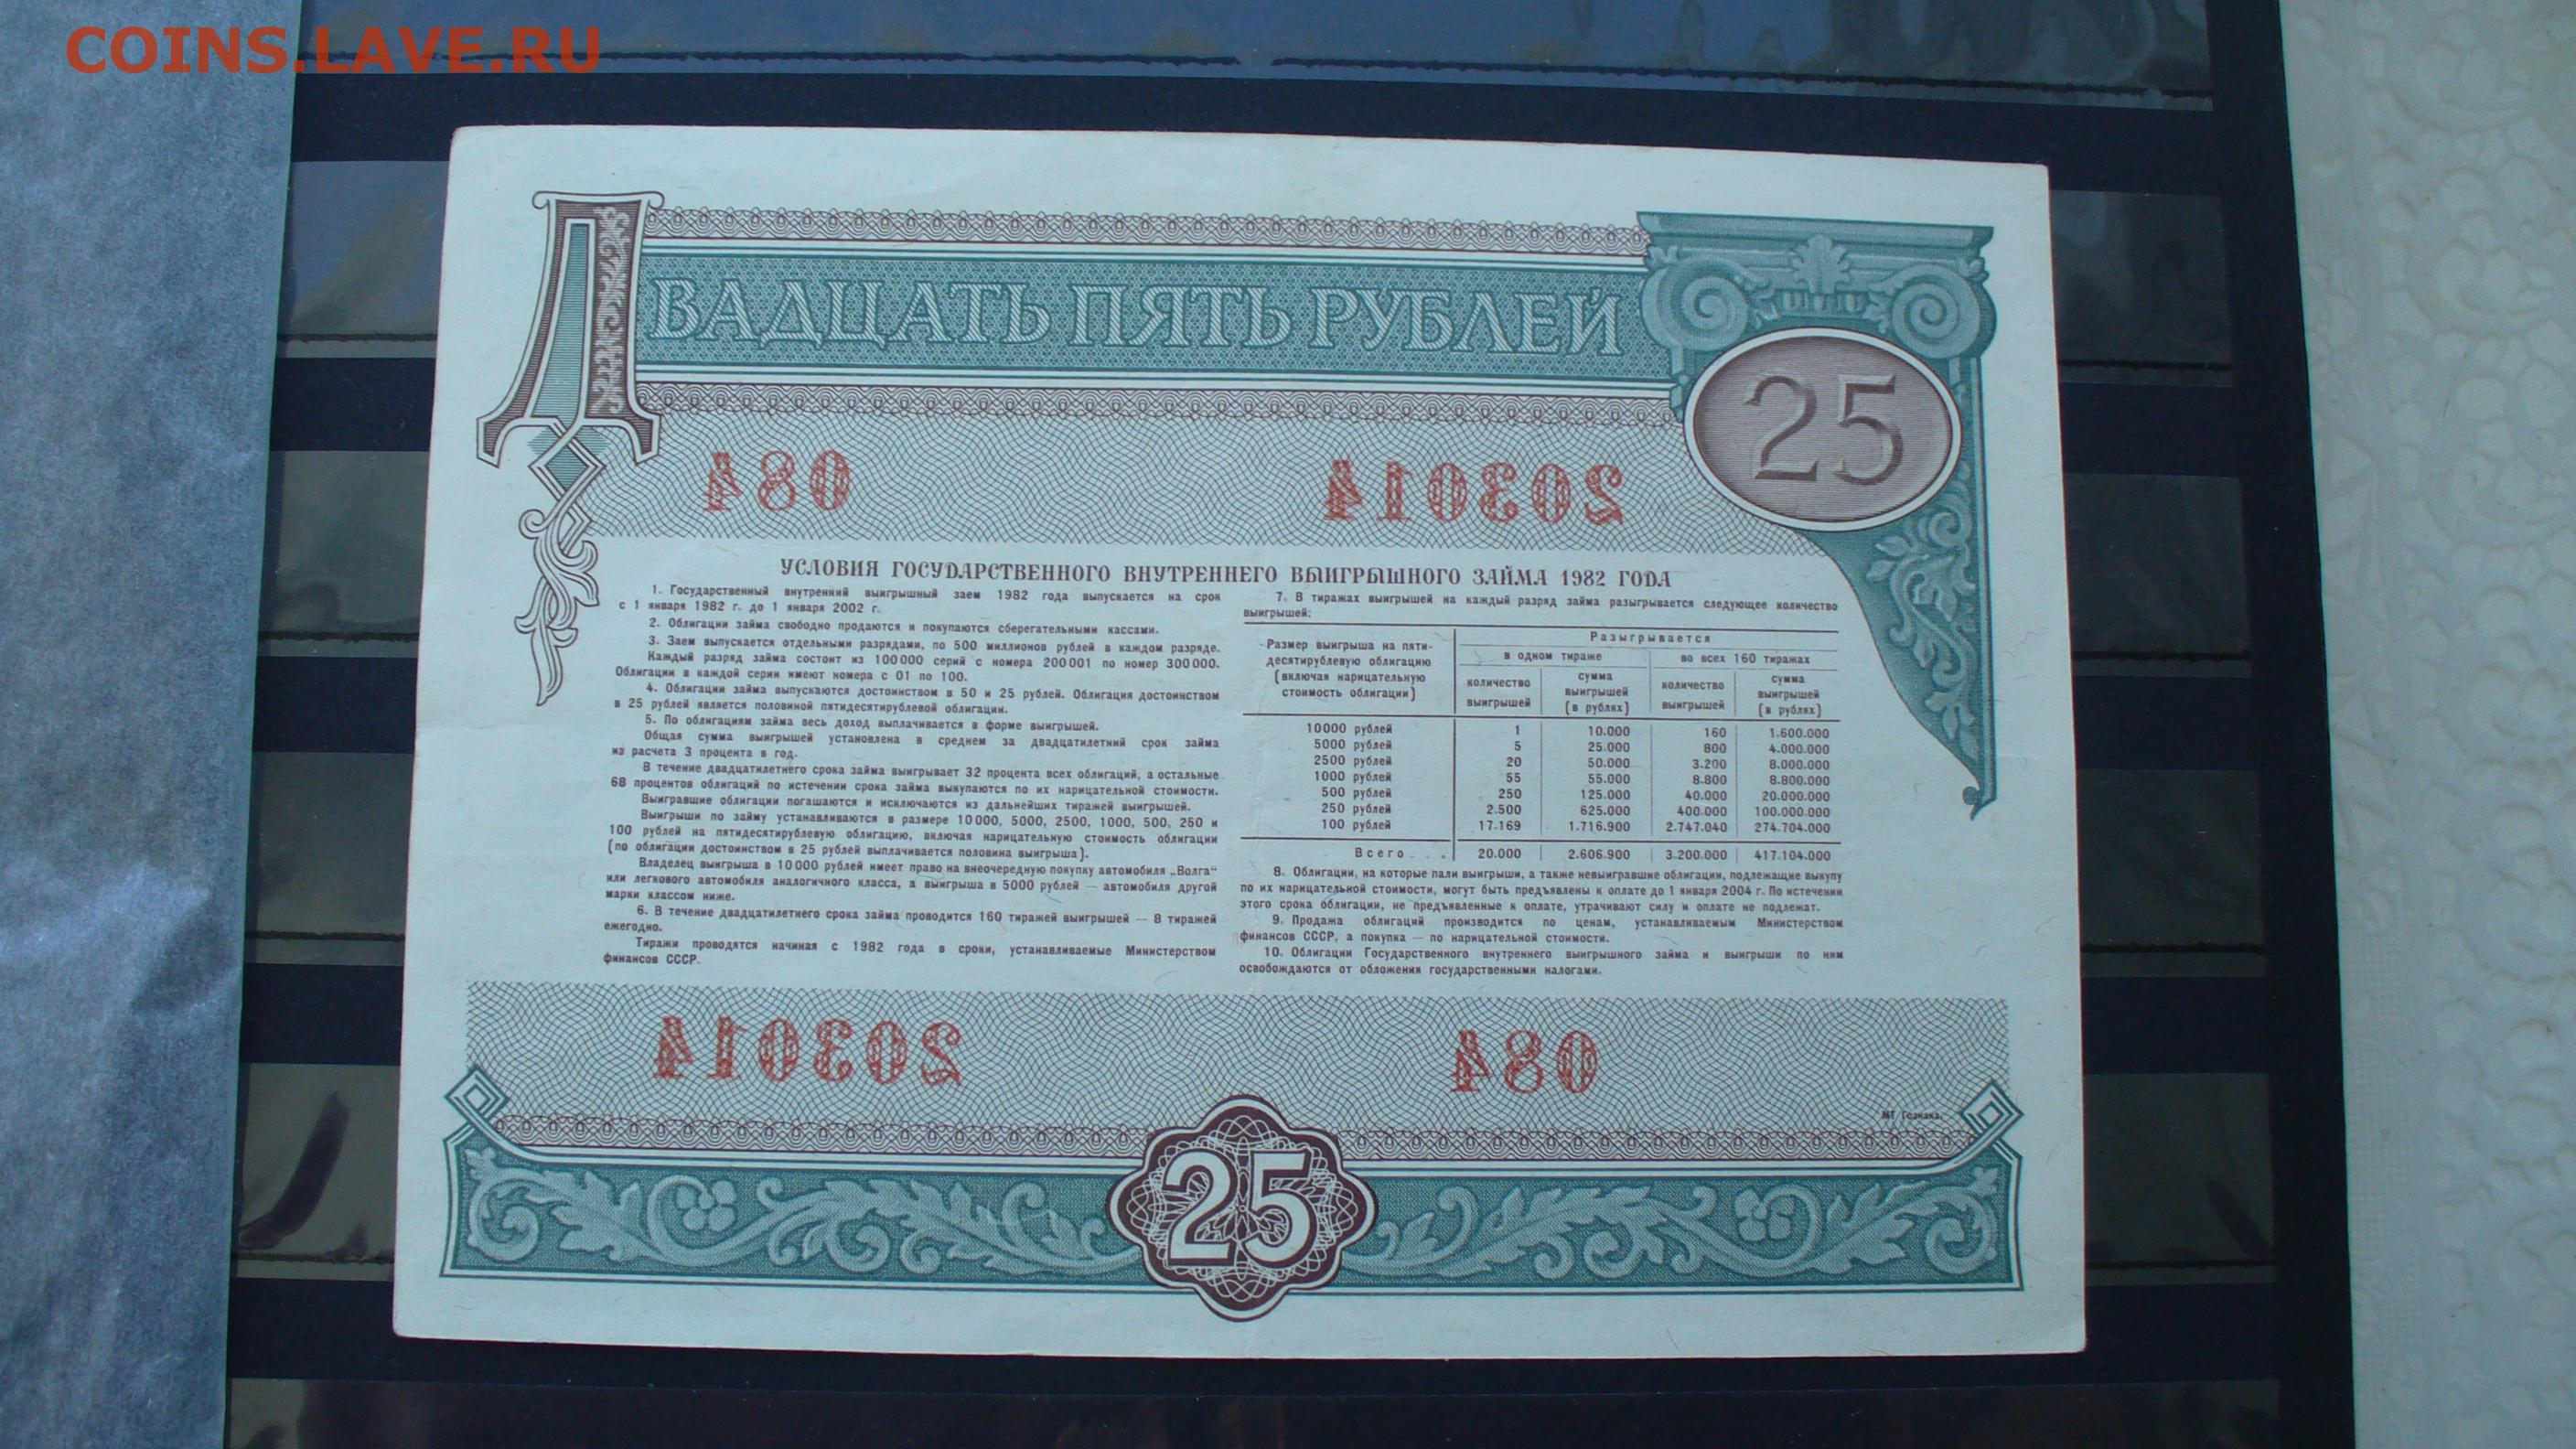 COINS.LAVE.RU
ДВАДЦАТЬ ПЯТЬ РУБЛЕЙ
25
084 203014
УСЛОВИЯ ГОСУДАРСТВЕННОГО ВНУТРЕННЕГО ВЫИГРЫШНОГО ЗАЙМА 1982 ГОДА
1. Государственный внутренний выигрышный заем 1982 года выпускается на срок
с 1 января 1982 г. до 1 января 2002 г.
2. Облигации займа свободно продаются и покупаются сберегательными кассами.
3. Заем выпускается отдельными разрядами, по 500 миллионов рублей в каждом разряде.
Каждый разряд займа состоит из 100 000 серий с номера 200 001 по номер 300 000.
Облигации в каждой серии имеют номера с 01 по 100.
4. Облигации займа выпускаются достоинством в 50 и 25 рублей. Облигация достоинством
в 25 рублей является половиной пятидесятирублевой облигации.
5. По облигациям займа весь доход выплачивается в форме выигрышей.
Общая сумма выигрышей установлена в среднем за двадцатилетний срок займа
из расчета 3 процента в год.
В течение двадцатилетнего срока займа выигрывает 32 процента всех облигаций, а остальные
68 процентов облигаций по истечении срока займа выкупаются по их нарицательной стоимости.
Выигравшие облигации погашаются и исключаются из дальнейших тиражей выигрышей.
Выигрыши по займу устанавливаются в размере 10 000, 5000, 2500, 1000, 500, 250 и
100 рублей на пятидесятирублевую облигацию, включая нарицательную стоимость облигации
(по облигации достоинством в 25 рублей выплачивается половина выигрыша).
Владелец выигрыша в 10 000 рублей имеет право на внеочередную покупку автомобиля „Волга“
или легкового автомобиля аналогичного класса, а выигрыша в 5000 рублей — автомобиля другой
марки классом ниже.
6. В течение двадцатилетнего срока займа проводится 160 тиражей выигрышей — 8 тиражей
ежегодно.
Тиражи проводятся начиная с 1982 года в сроки, устанавливаемые Министерством
финансов СССР.
7. В тиражах выигрышей на каждый разряд займа разыгрывается следующее количество
выигрышей:
Размер выигрыша на пяти-
десятирублевую облигацию
(включая нарицательную
стоимость облигации)
Разыгрывается
в одном тираже во всех 160 тиражах
количество выигрышей сумма выигрышей (в рублях) количество выигрышей сумма выигрышей (в рублях)
10000 рублей 1 10.000 160 1.600.000
5000 рублей 5 25.000 800 4.000.000
2500 рублей 20 50.000 3.200 8.000.000
1000 рублей 55 55.000 8.800 8.800.000
500 рублей 250 125.000 40.000 20.000.000
250 рублей 2.500 625.000 400.000 100.000.000
100 рублей 17.169 1.716.900 2.747.040 274.704.000
Всего . . . 20.000 2.606.900 3.200.000 417.104.000
8. Облигации, на которые пали выигрыши, а также невыигравшие облигации, подлежащие выкупу
по их нарицательной стоимости, могут быть предъявлены к оплате до 1 января 2004 г. По истечении
этого срока облигации, не предъявленные к оплате, утрачивают силу и оплате не подлежат.
9. Продажа облигаций производится по ценам, устанавливаемым Министерством
финансов СССР, а покупка — по нарицательной стоимости.
10. Облигации Государственного внутреннего выигрышного займа и выигрыши по ним
освобождаются от обложения государственными налогами.
203014 084
МТ Гознака.
25